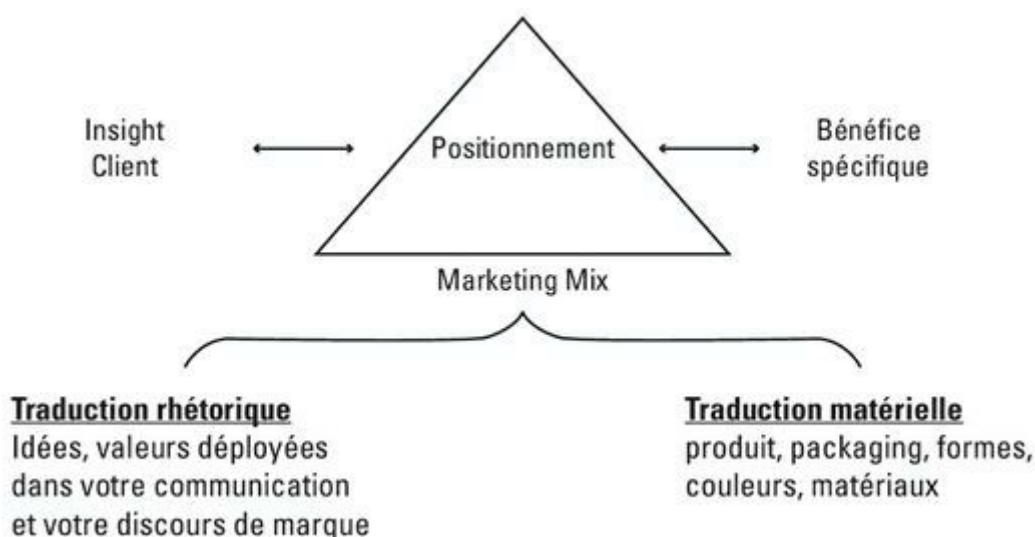 Insight
Client
Positionnement
Bénéfice
spécifique
Marketing Mix
Traduction rhétorique
Idées, valeurs déployées
dans votre communication
et votre discours de marque
Traduction matérielle
produit, packaging, formes,
couleurs, matériaux